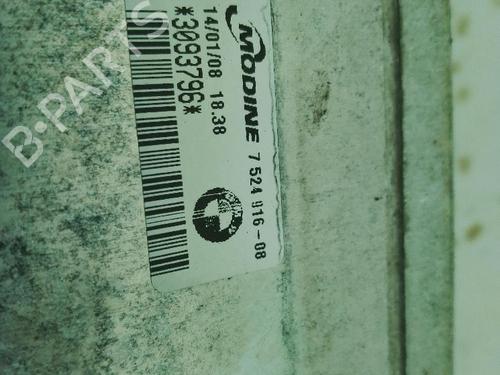 MODINE 7 524 916-08
14/01/08 18.38
*3093796*
B-PARTS